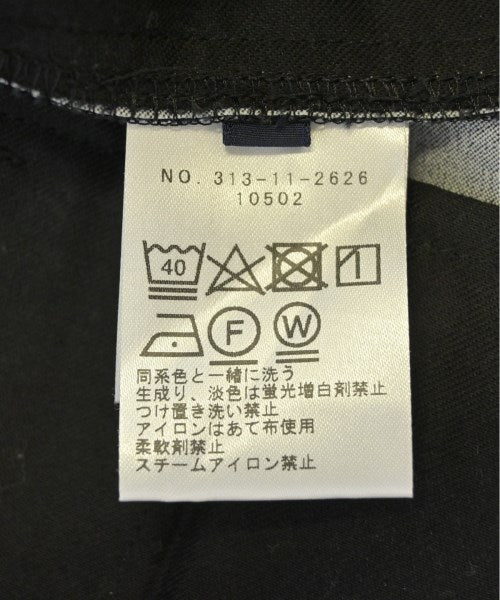 NO. 313-11-2626
10502
40
F W
同系色と一緒に洗う
生成り、淡色は蛍光増白剤禁止
つけ置き洗い禁止
アイロンはあて布使用
柔軟剤禁止
スチームアイロン禁止